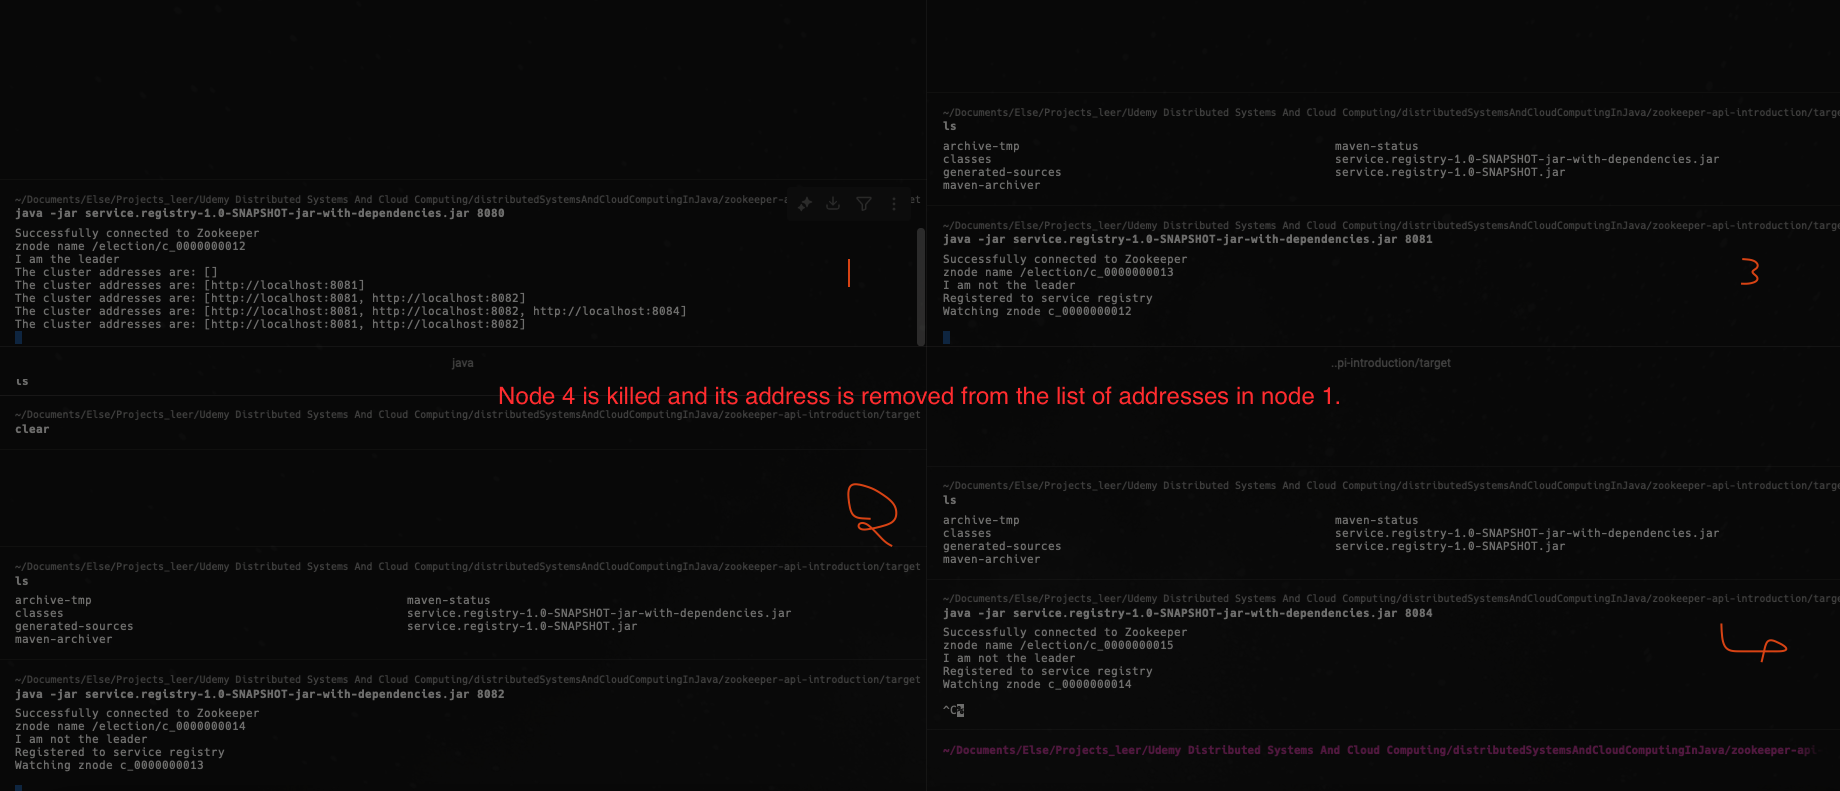 ~/Documents/Else/Projects_leer/Udemy Distributed Systems And Cloud Computing/distributedSystemsAndCloudComputingInJava/zookeeper-a et
java -jar service.registry-1.0-SNAPSHOT-jar-with-dependencies.jar 8080
Successfully connected to Zookeeper
znode name /election/c_0000000012
I am the leader
The cluster addresses are: []
The cluster addresses are: [http://localhost:8081]
The cluster addresses are: [http://localhost:8081, http://localhost:8082]
The cluster addresses are: [http://localhost:8081, http://localhost:8082, http://localhost:8084]
The cluster addresses are: [http://localhost:8081, http://localhost:8082]
1
~/Documents/Else/Projects_leer/Udemy Distributed Systems And Cloud Computing/distributedSystemsAndCloudComputingInJava/zookeeper-api-introduction/targe
ls
archive-tmp maven-status
classes service.registry-1.0-SNAPSHOT-jar-with-dependencies.jar
generated-sources service.registry-1.0-SNAPSHOT.jar
maven-archiver
~/Documents/Else/Projects_leer/Udemy Distributed Systems And Cloud Computing/distributedSystemsAndCloudComputingInJava/zookeeper-api-introduction/targe
java -jar service.registry-1.0-SNAPSHOT-jar-with-dependencies.jar 8081
Successfully connected to Zookeeper
znode name /election/c_0000000013
I am not the leader
Registered to service registry
Watching znode c_0000000012
3
java
ls
Node 4 is killed and its address is removed from the list of addresses in node 1.
~/Documents/Else/Projects_leer/Udemy Distributed Systems And Cloud Computing/distributedSystemsAndCloudComputingInJava/zookeeper-api-introduction/target
clear
2
~/Documents/Else/Projects_leer/Udemy Distributed Systems And Cloud Computing/distributedSystemsAndCloudComputingInJava/zookeeper-api-introduction/target
ls
archive-tmp maven-status
classes service.registry-1.0-SNAPSHOT-jar-with-dependencies.jar
generated-sources service.registry-1.0-SNAPSHOT.jar
maven-archiver
~/Documents/Else/Projects_leer/Udemy Distributed Systems And Cloud Computing/distributedSystemsAndCloudComputingInJava/zookeeper-api-introduction/target
java -jar service.registry-1.0-SNAPSHOT-jar-with-dependencies.jar 8082
Successfully connected to Zookeeper
znode name /election/c_0000000014
I am not the leader
Registered to service registry
Watching znode c_0000000013
..pi-introduction/target
~/Documents/Else/Projects_leer/Udemy Distributed Systems And Cloud Computing/distributedSystemsAndCloudComputingInJava/zookeeper-api-introduction/targe
ls
archive-tmp maven-status
classes service.registry-1.0-SNAPSHOT-jar-with-dependencies.jar
generated-sources service.registry-1.0-SNAPSHOT.jar
maven-archiver
~/Documents/Else/Projects_leer/Udemy Distributed Systems And Cloud Computing/distributedSystemsAndCloudComputingInJava/zookeeper-api-introduction/targe
java -jar service.registry-1.0-SNAPSHOT-jar-with-dependencies.jar 8084
Successfully connected to Zookeeper
znode name /election/c_0000000015
I am not the leader
Registered to service registry
Watching znode c_0000000014
^C%
4
~/Documents/Else/Projects_leer/Udemy Distributed Systems And Cloud Computing/distributedSystemsAndCloudComputingInJava/zookeeper-api-